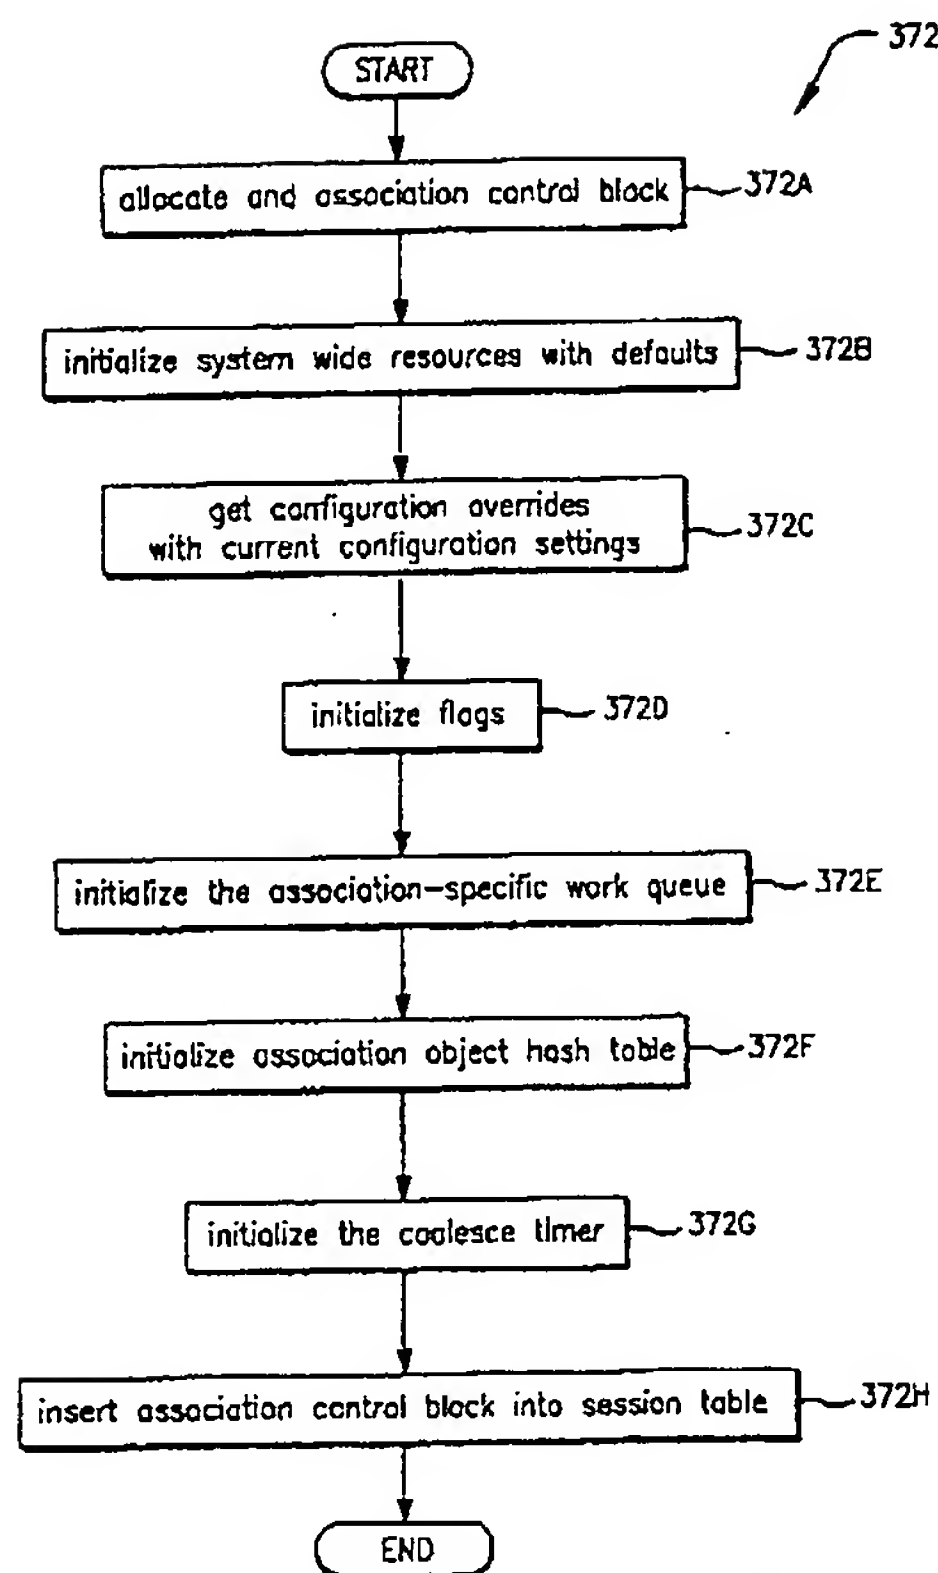 372
START
allocate and association control block
372A
initialize system wide resources with defaults
372B
get configuration overrides
with current configuration settings
372C
initialize flags
372D
initialize the association-specific work queue
372E
initialize association object hash table
372F
initialize the coalesce timer
372G
insert association control block into session table
372H
END